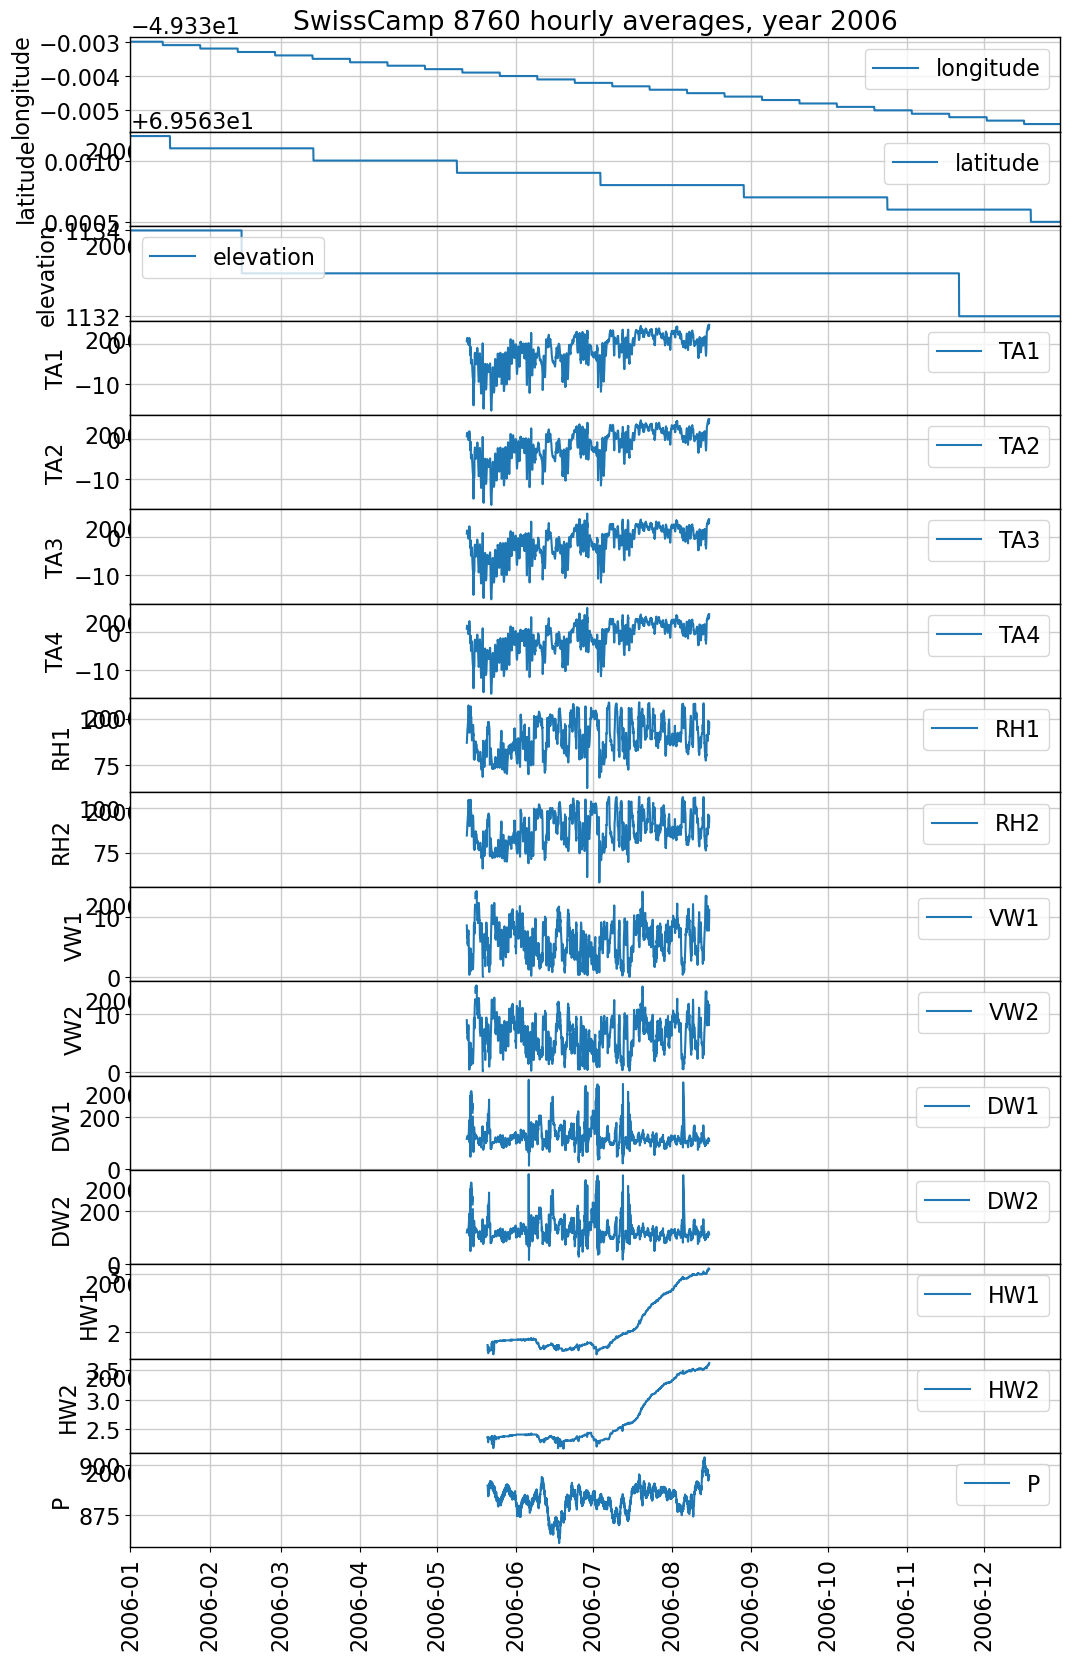 SwissCamp 8760 hourly averages, year 2006
−4.933e1
−0.003
−0.004
−0.005
longitude
longitude
+6.9563e1
0.0010
0.0005
latitude
latitude
1134
1132
elevation
elevation
0
−10
TA1
TA1
0
−10
TA2
TA2
0
−10
TA3
TA3
0
−10
TA4
TA4
100
75
RH1
RH1
100
75
RH2
RH2
10
0
VW1
VW1
10
0
VW2
VW2
200
0
DW1
DW1
200
0
DW2
DW2
3
2
HW1
HW1
3.5
3.0
2.5
HW2
HW2
900
875
P
P
2006-01
2006-02
2006-03
2006-04
2006-05
2006-06
2006-07
2006-08
2006-09
2006-10
2006-11
2006-12